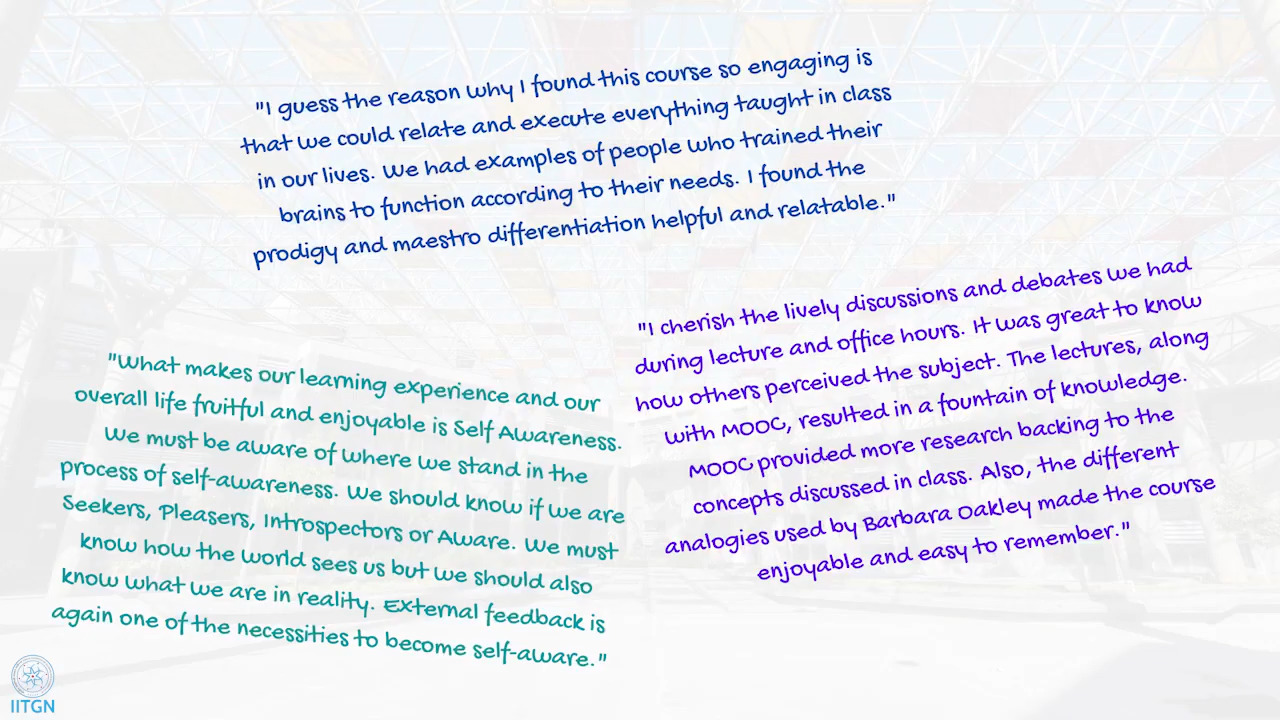 "I guess the reason why I found this course so engaging is
that we could relate and execute everything taught in class
in our lives. We had examples of people who trained their
brains to function according to their needs. I found the
prodigy and maestro differentiation helpful and relatable."
"I cherish the lively discussions and debates we had
during lecture and office hours. It was great to know
how others perceived the subject. The lectures, along
with MOOC, resulted in a fountain of knowledge.
MOOC provided more research backing to the
concepts discussed in class. Also, the different
analogies used by Barbara Oakley made the course
enjoyable and easy to remember."
"What makes our learning experience and our
overall life fruitful and enjoyable is Self Awareness.
We must be aware of where we stand in the
process of self-awareness. We should know if we are
Seekers, Pleasers, Introspectors or Aware. We must
know how the world sees us but we should also
know what we are in reality. External feedback is
again one of the necessities to become self-aware."
IITGN